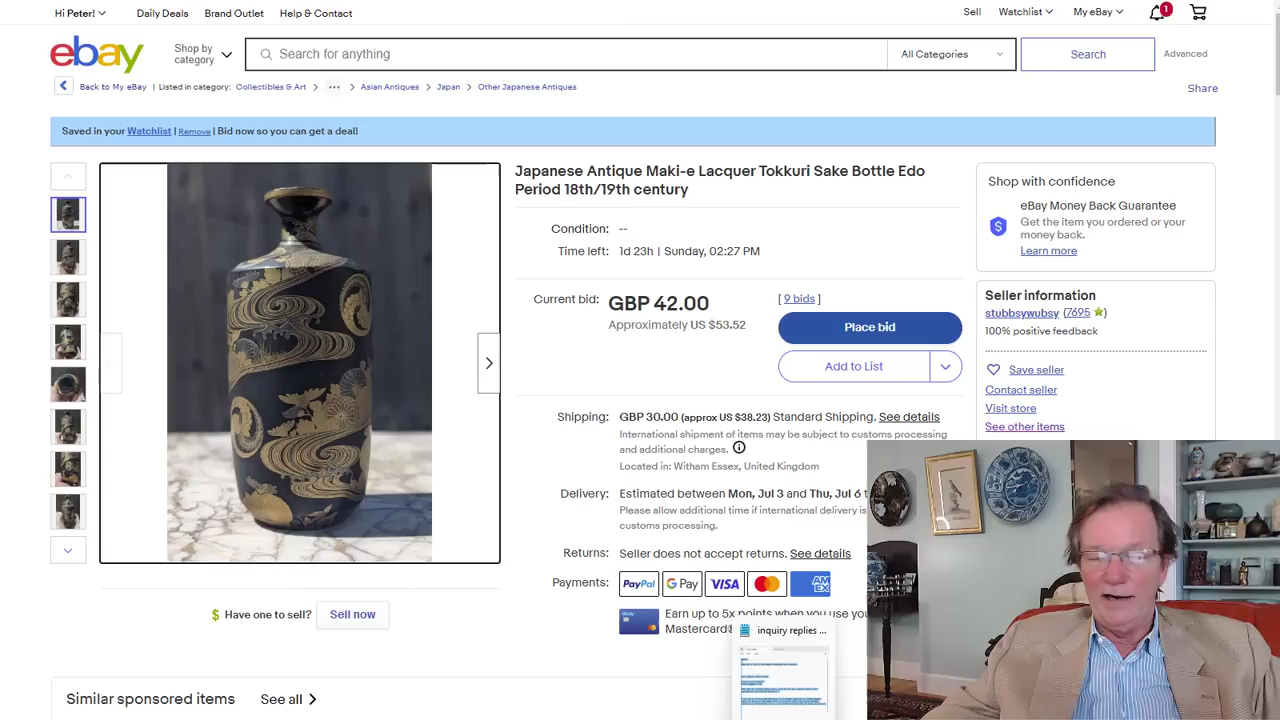 Hi Peter!
Daily Deals
Brand Outlet
Help & Contact
Sell
Watchlist
My eBay
1
ebay
Shop by
category
Search for anything
All Categories
Search
Advanced
Back to My eBay
Listed in category:
Collectibles & Art
Asian Antiques
Japan
Other Japanese Antiques
Share
Saved in your Watchlist | Remove | Bid now so you can get a deal!
Japanese Antique Maki-e Lacquer Tokkuri Sake Bottle Edo
Period 18th/19th century
Condition: --
Time left: 1d 23h | Sunday, 02:27 PM
Current bid: GBP 42.00
Approximately US $53.52
[ 9 bids ]
Place bid
Add to List
Shipping: GBP 30.00 (approx US $38.23) Standard Shipping. See details
International shipment of items may be subject to customs processing
and additional charges.
Located in: Witham Essex, United Kingdom
Delivery: Estimated between Mon, Jul 3 and Thu, Jul 6
Please allow additional time if international delivery is
customs processing.
Returns: Seller does not accept returns. See details
Payments: PayPal G Pay VISA AM EX
ebay
Earn up to 5x points when you use you
Mastercard®
inquiry replies ...
Shop with confidence
eBay Money Back Guarantee
Get the item you ordered or your
money back.
Learn more
Seller information
stubbsywubsy (7695)
100% positive feedback
Save seller
Contact seller
Visit store
See other items
Have one to sell?
Sell now
Similar sponsored items
See all